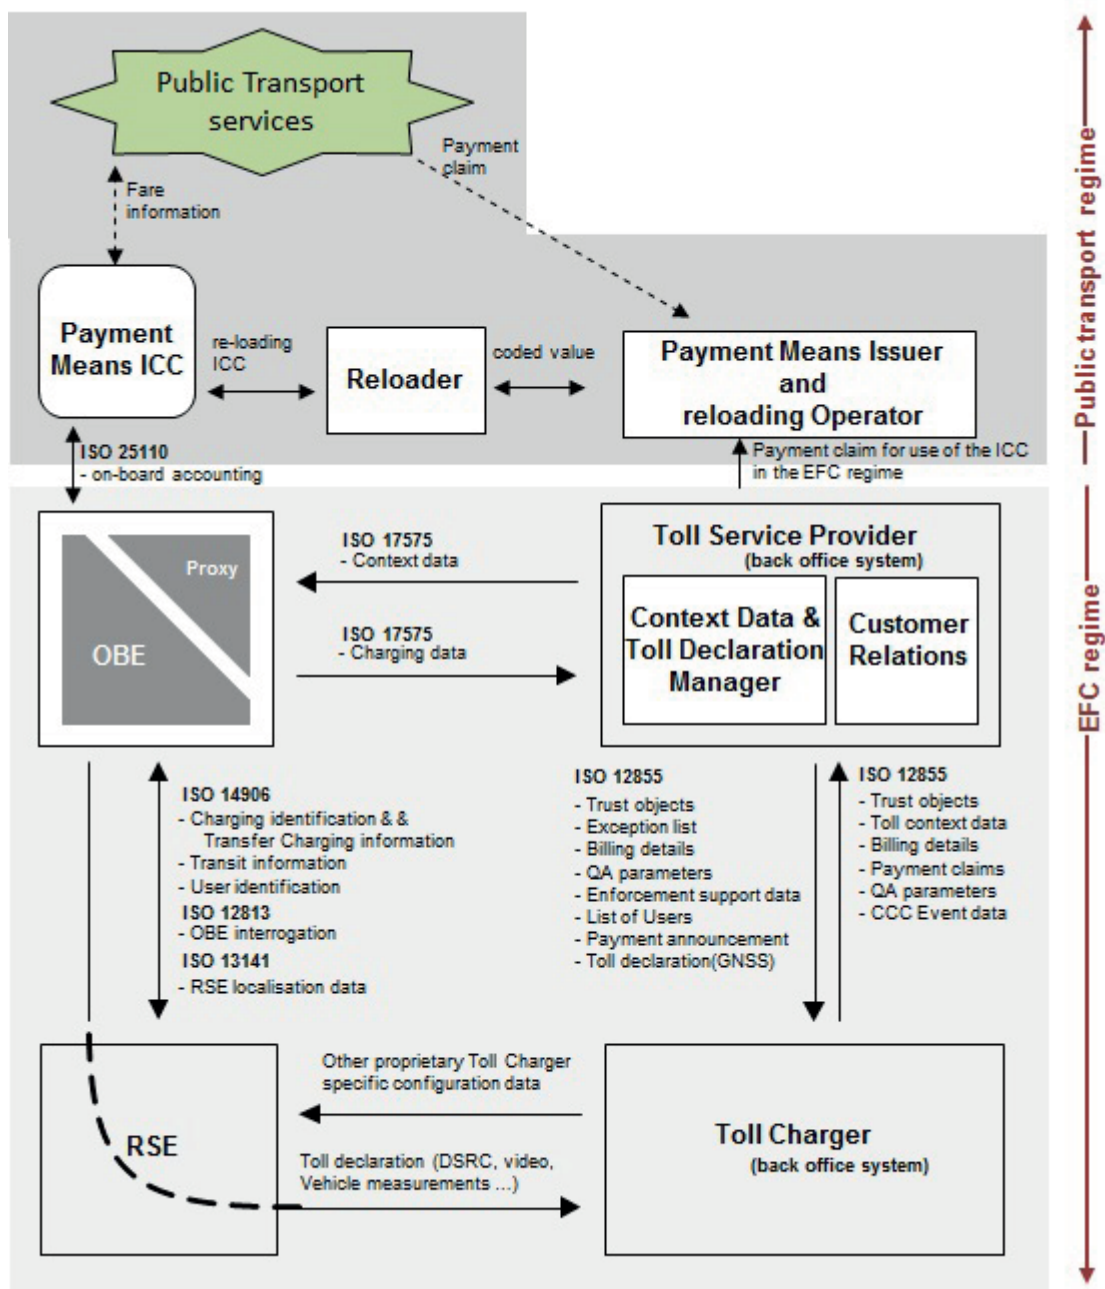 Public Transport
services
Payment
claim
Fare
information
Payment
Means ICC
re-loading
ICC
Reloader
coded value
Payment Means Issuer
and
reloading Operator
Public transport regime
ISO 25110
- on-board accounting
Payment claim for use of the ICC
in the EFC regime
Proxy
OBE
ISO 17575
- Context data
ISO 17575
- Charging data
Toll Service Provider
(back office system)
Context Data &
Toll Declaration
Manager
Customer
Relations
EFC regime
ISO 14906
- Charging identification & &
Transfer Charging information
- Transit information
- User identification
ISO 12813
- OBE interrogation
ISO 13141
- RSE localisation data
ISO 12855
- Trust objects
- Exception list
- Billing details
- QA parameters
- Enforcement support data
- List of Users
- Payment announcement
- Toll declaration(GNSS)
ISO 12855
- Trust objects
- Toll context data
- Billing details
- Payment claims
- QA parameters
- CCC Event data
RSE
Other proprietary Toll Charger
specific configuration data
Toll declaration (DSRC, video,
Vehicle measurements ...)
Toll Charger
(back office system)